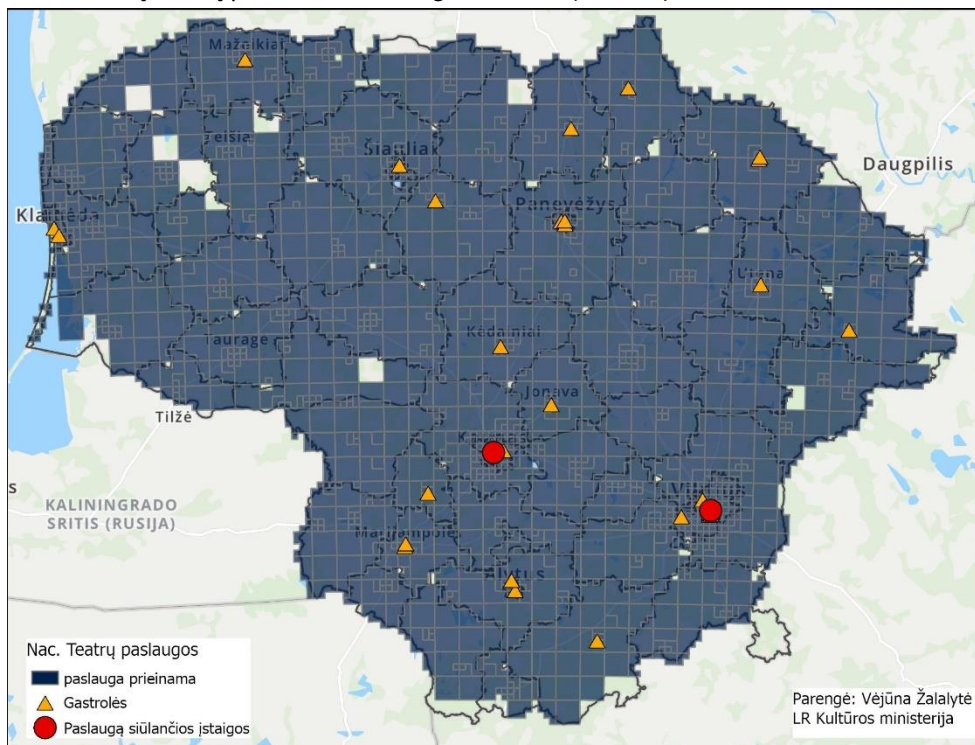 Mažeikiai
Telšiai
Šiauliai
Daugpilis
Klaipėda
Panevėžys
Utena
Kėdainiai
Tauragė
Jonava
Tilžė
KALININGRADO
SRITIS (RUSIJA)
Marijampolė
Alytus
Nac. Teatrų paslaugos
paslauga prieinama
Gastrolės
Paslaugą siūlančios įstaigos
Parengė: Vėjūna Žalalytė
LR Kultūros ministerija